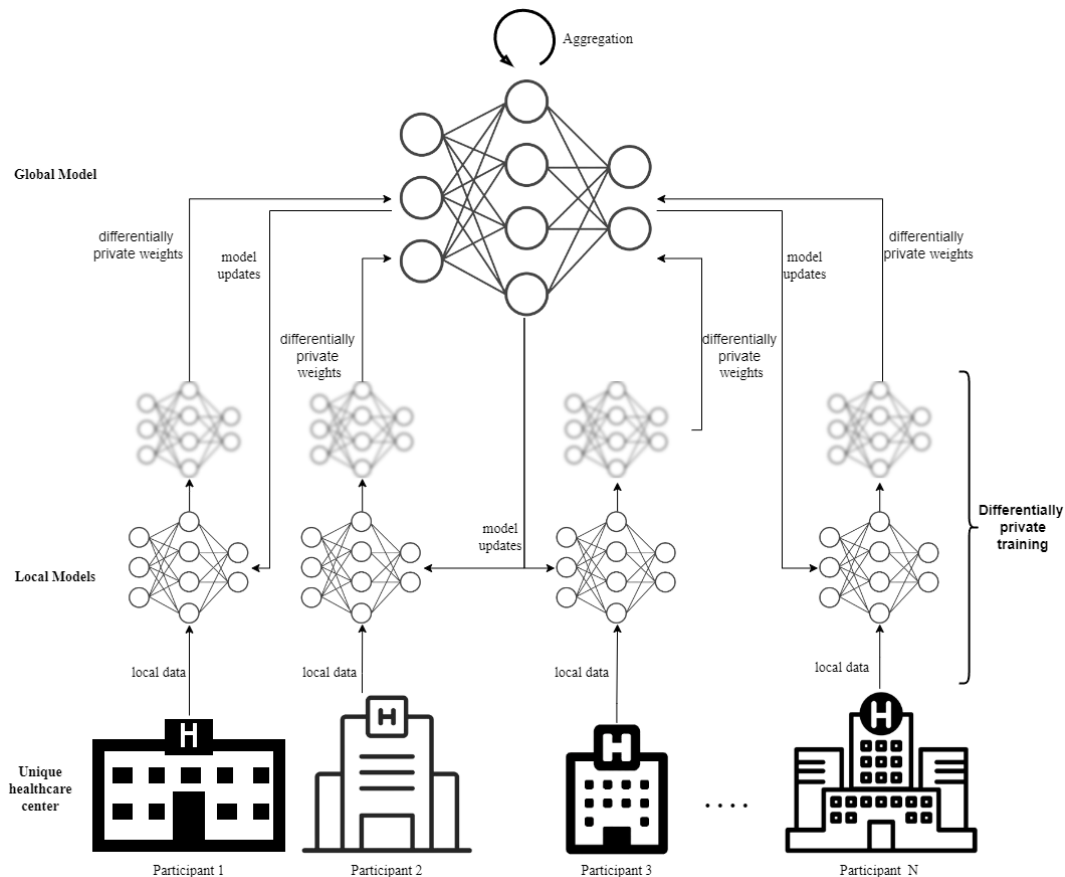 Aggregation
Global Model
differentially
private weights
model
updates
differentially
private
weights
differentially
private
weights
model
updates
differentially
private weights
model
updates
Differentially
private
training
Local Models
local data
local data
local data
local data
H
H
H
H
Unique
healthcare
center
....
Participant 1
Participant 2
Participant 3
Participant N